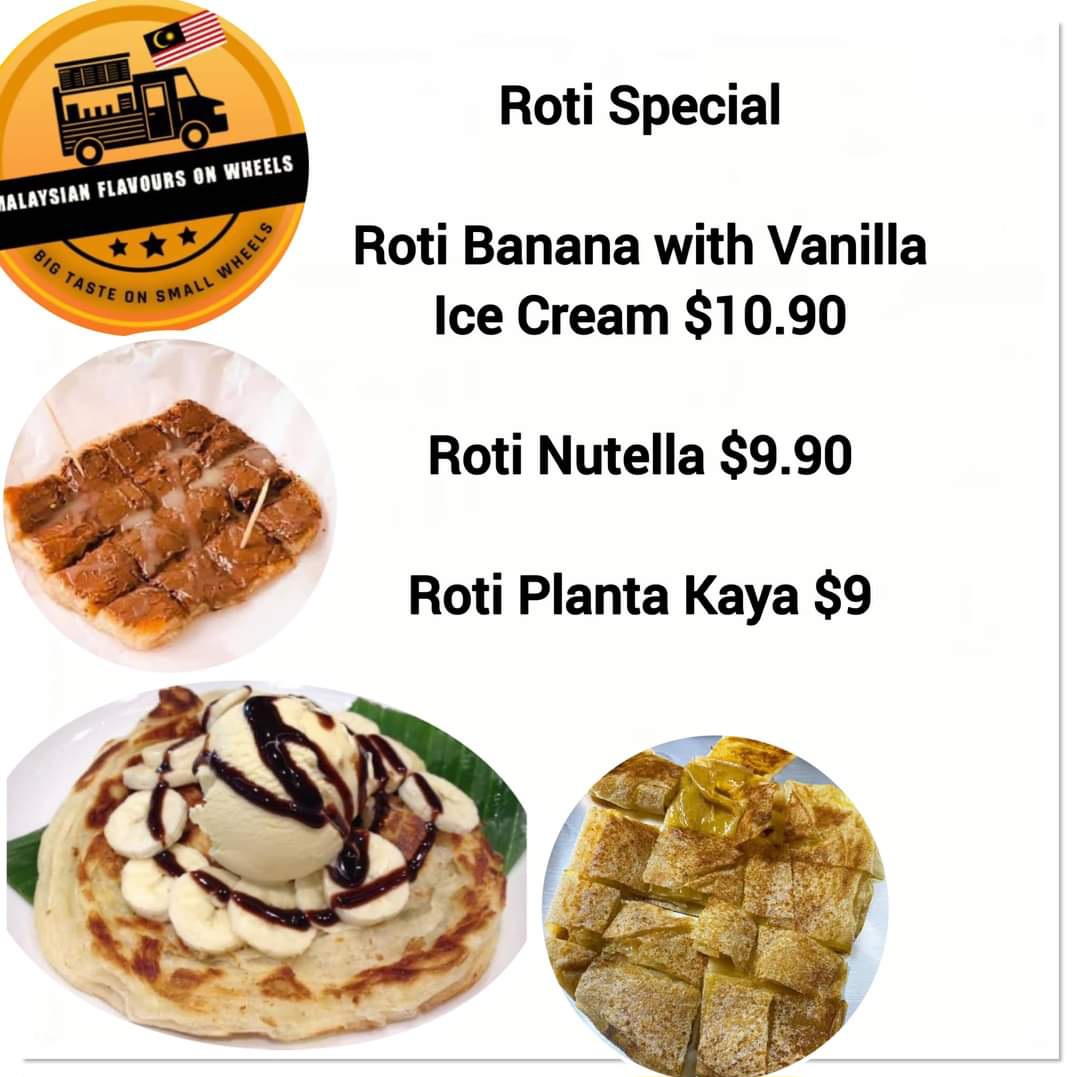 MALAYSIAN FLAVOURS ON WHEELS
BIG TASTE ON SMALL WHEELS
Roti Special
Roti Banana with Vanilla
Ice Cream $10.90
Roti Nutella $9.90
Roti Planta Kaya $9